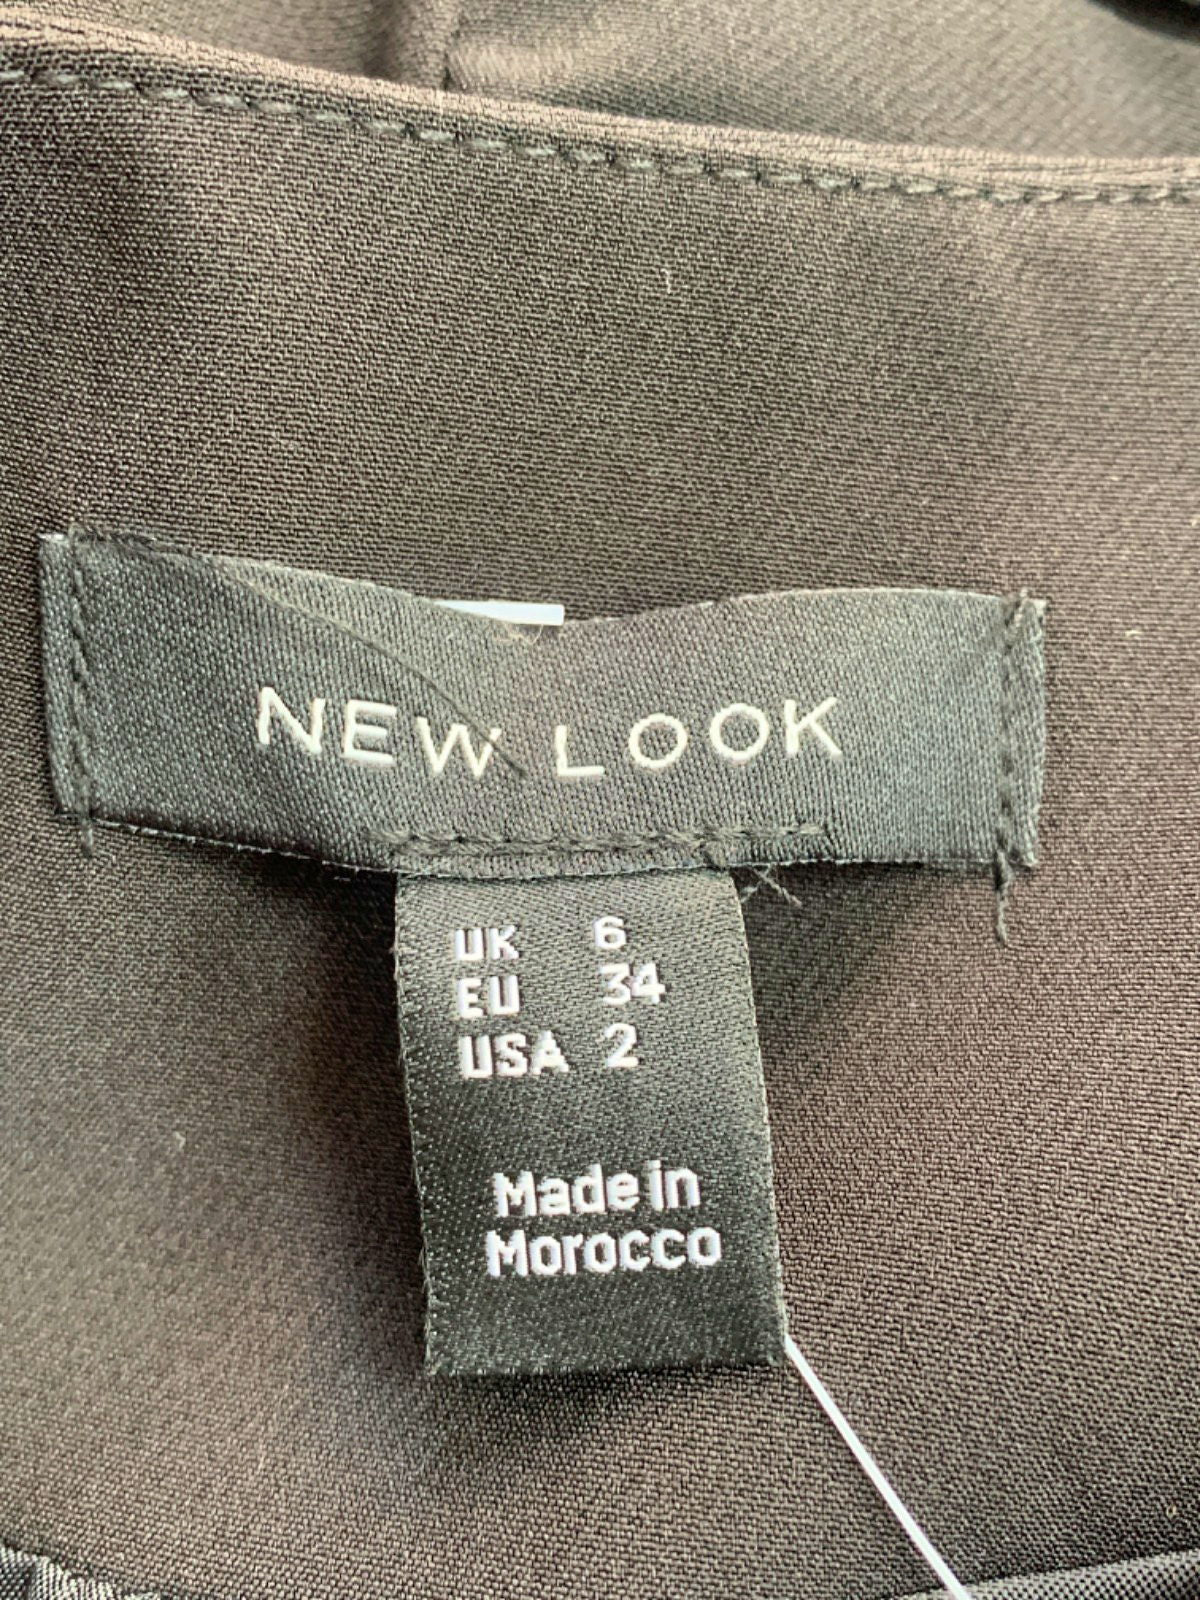 NEW LOOK
UK 6
EU 34
USA 2
Made in
Morocco